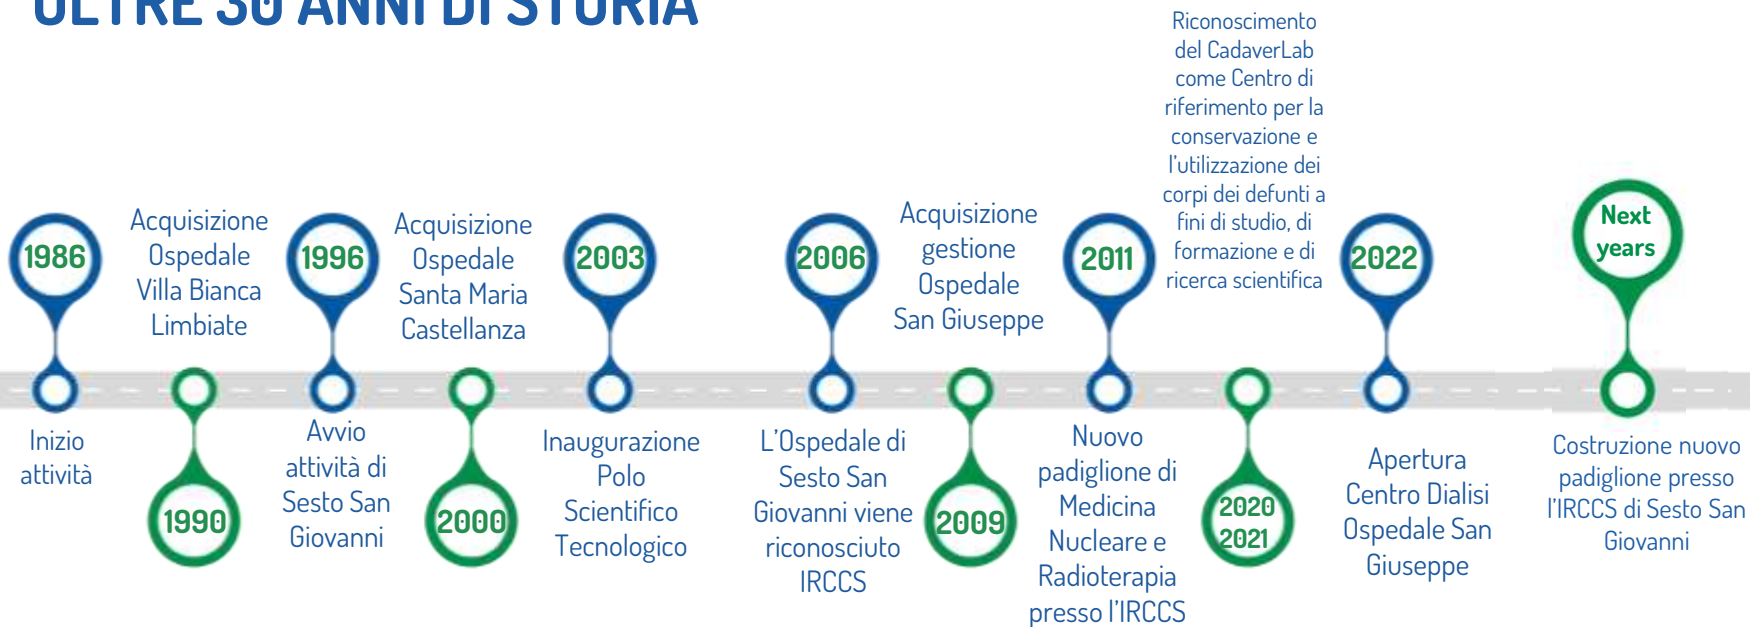 OLTRE 30 ANNI DI STORIA
1986
Inizio
attività
Acquisizione
Ospedale
Villa Bianca
Limbiate
1990
1996
Avvio
attività di
Sesto San
Giovanni
Acquisizione
Ospedale
Santa Maria
Castellanza
2000
2003
Inaugurazione
Polo
Scientifico
Tecnologico
2006
L'Ospedale di
Sesto San
Giovanni viene
riconosciuto
IRCCS
Acquisizione
gestione
Ospedale
San Giuseppe
2009
2011
Nuovo
padiglione di
Medicina
Nucleare e
Radioterapia
presso l'IRCCS
Riconoscimento
del CadaverLab
come Centro di
riferimento per la
conservazione e
l'utilizzazione dei
corpi dei defunti a
fini di studio, di
formazione e di
ricerca scientifica
2020
2021
2022
Apertura
Centro Dialisi
Ospedale San
Giuseppe
Next
years
Costruzione nuovo
padiglione presso
l'IRCCS di Sesto San
Giovanni